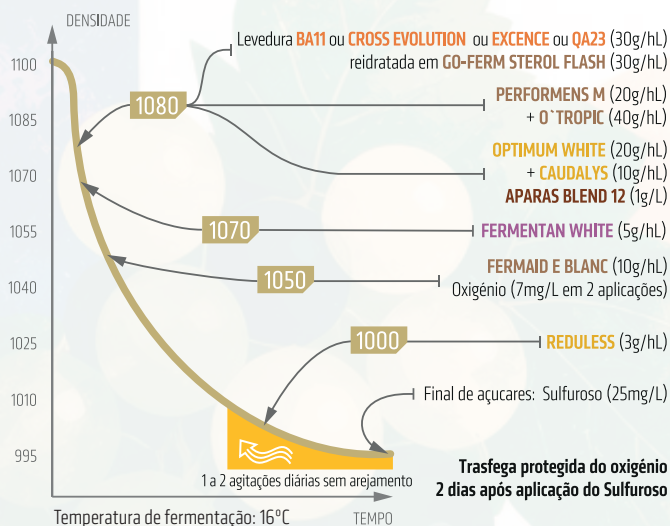 DENSIDADE
1100
1085
1070
1055
1040
1025
1010
995
Levedura BA11 ou CROSS EVOLUTION ou EXCENCE ou QA23 (30g/hL)
reidratada em GO-FERM STEROL FLASH (30g/hL)
1080
PERFORMENS M (20g/hL)
+ O`TROPIC (40g/hL)
OPTIMUM WHITE (20g/hL)
+ CAUDALYS (10g/hL)
APARAS BLEND 12 (1g/L)
1070
FERMENTAN WHITE (5g/hL)
1050
FERMAID E BLANC (10g/hL)
Oxigénio (7mg/L em 2 aplicações)
1000
REDULESS (3g/hL)
Final de açucares: Sulfuroso (25mg/L)
1 a 2 agitações diárias sem arejamento
Trasfega protegida do oxigénio
2 dias após aplicação do Sulfuroso
Temperatura de fermentação: 16ºC
TEMPO